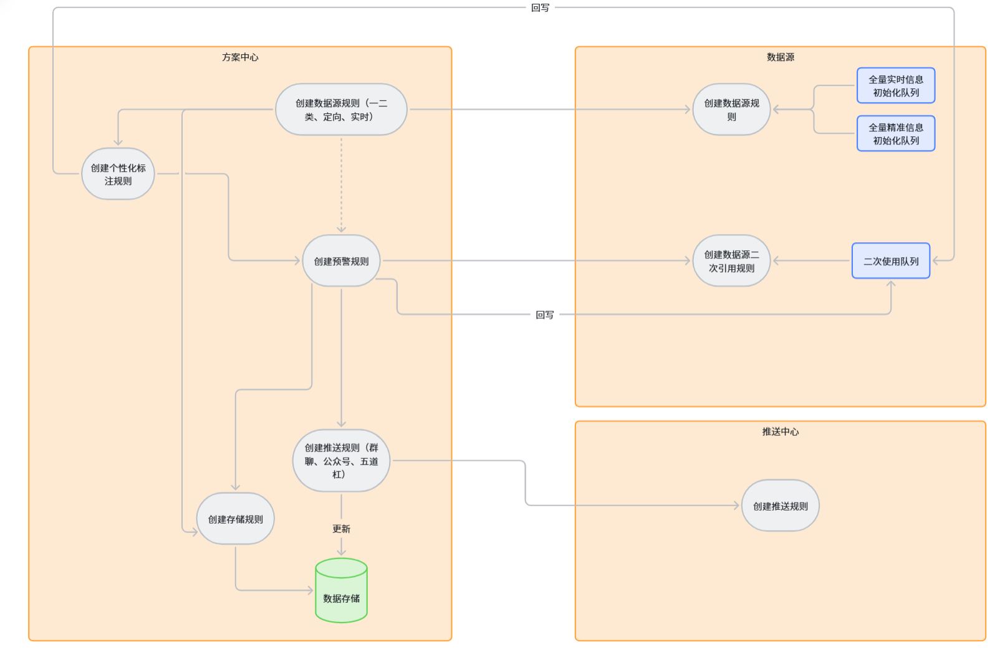 回写
方案中心
创建数据源规则（一二
类、定向、实时）
创建个性化标
注规则
创建预警规则
回写
创建推送规则（群
聊、公众号、五道
杠）
创建存储规则
更新
数据存储
数据源
创建数据源规
则
全量实时信息
初始化队列
全量精准信息
初始化队列
创建数据源二
次引用规则
二次使用队列
推送中心
创建推送规则